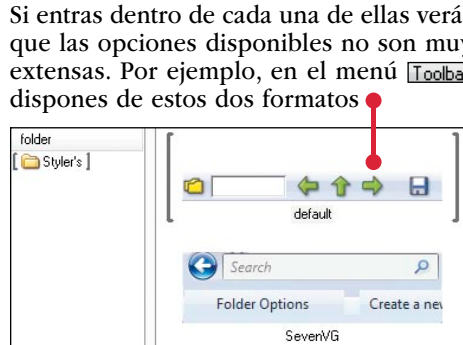 Si entras dentro de cada una de ellas verá
que las opciones disponibles no son muy
extensas. Por ejemplo, en el menú Toolba
dispones de estos dos formatos
folder
[ Styler's ]
default
Search
Folder Options Create a new
SevenVG